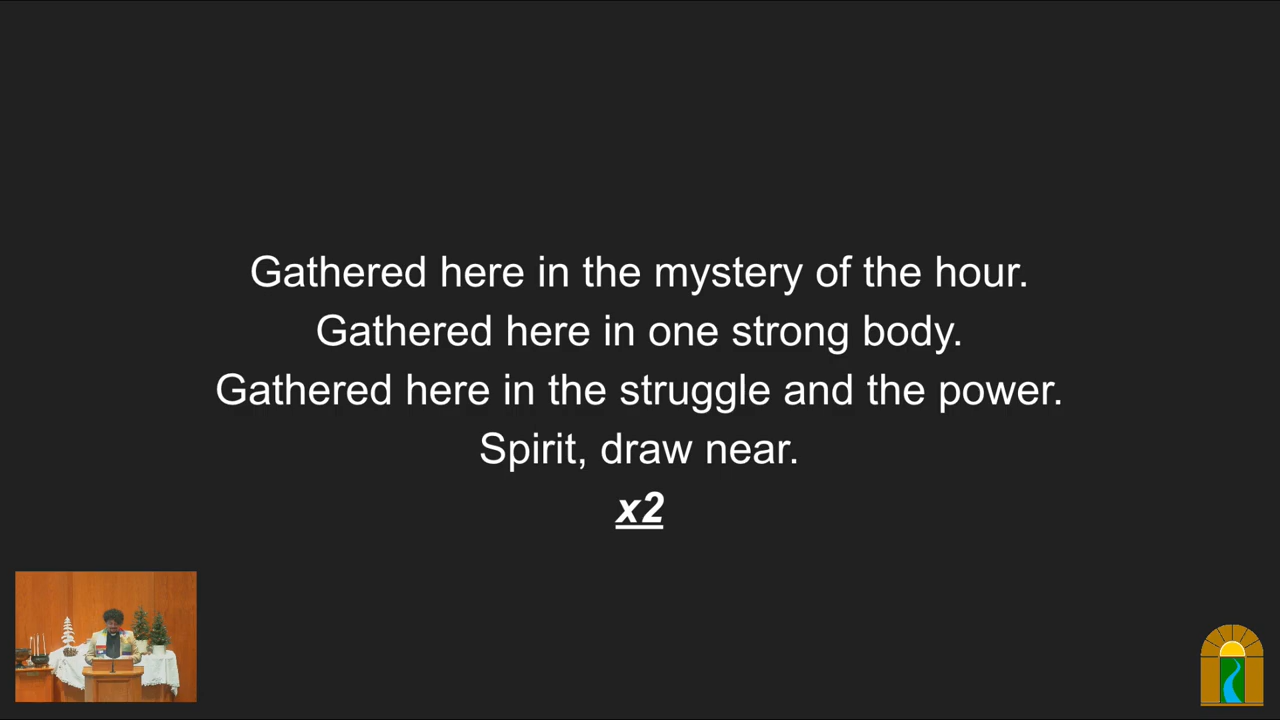 Gathered here in the mystery of the hour.
Gathered here in one strong body.
Gathered here in the struggle and the power.
Spirit, draw near.
x2